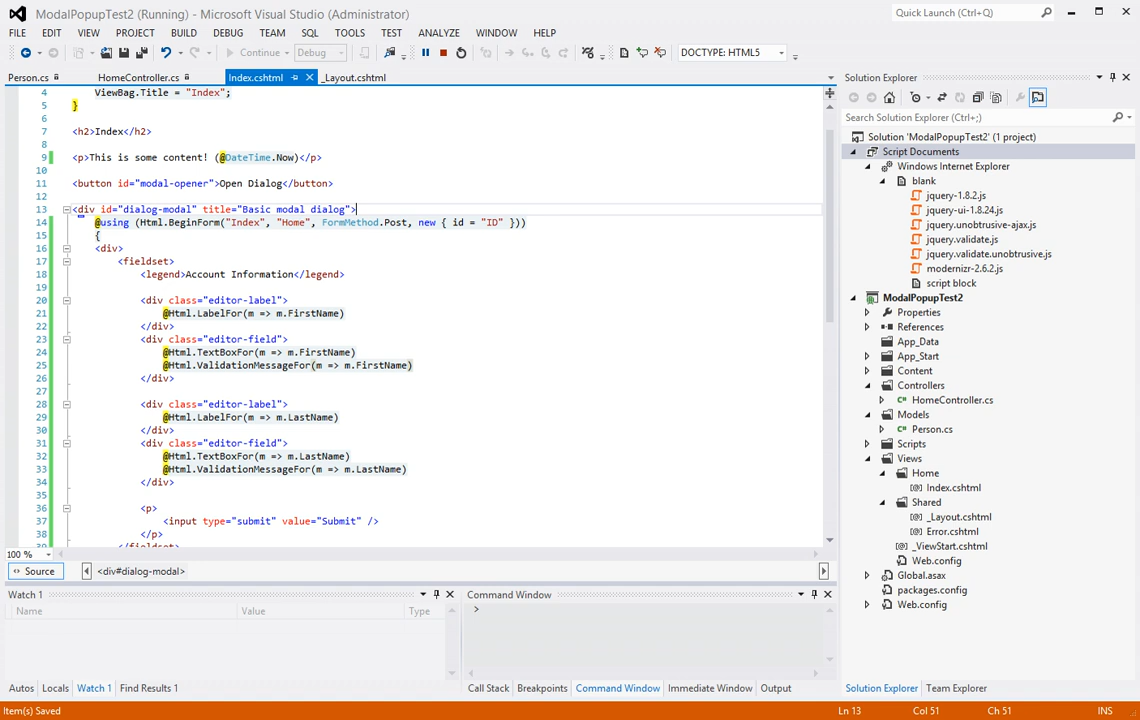 ModalPopupTest2 (Running) - Microsoft Visual Studio (Administrator)
Quick Launch (Ctrl+Q)
FILE EDIT VIEW PROJECT BUILD DEBUG TEAM SQL TOOLS TEST ANALYZE WINDOW HELP
Continue Debug DOCTYPE: HTML5
Person.cs HomeController.cs Index.cshtml _Layout.cshtml
4 ViewBag.Title = "Index";
5 }
6
7 <h2>Index</h2>
8
9 <p>This is some content! (@DateTime.Now)</p>
10
11 <button id="modal-opener">Open Dialog</button>
12
13 <div id="dialog-modal" title="Basic modal dialog">
14 @using (Html.BeginForm("Index", "Home", FormMethod.Post, new { id = "ID" }))
15 {
16 <div>
17 <fieldset>
18 <legend>Account Information</legend>
19
20 <div class="editor-label">
21 @Html.LabelFor(m => m.FirstName)
22 </div>
23 <div class="editor-field">
24 @Html.TextBoxFor(m => m.FirstName)
25 @Html.ValidationMessageFor(m => m.FirstName)
26 </div>
27
28 <div class="editor-label">
29 @Html.LabelFor(m => m.LastName)
30 </div>
31 <div class="editor-field">
32 @Html.TextBoxFor(m => m.LastName)
33 @Html.ValidationMessageFor(m => m.LastName)
34 </div>
35
36 <p>
37 <input type="submit" value="Submit" />
38 </p>
39 </fieldset>
100 %
Source <div#dialog-modal>
Watch 1
Name Value Type
Autos Locals Watch 1 Find Results 1
Command Window
>
Call Stack Breakpoints Command Window Immediate Window Output
Solution Explorer
Search Solution Explorer (Ctrl+;)
Solution 'ModalPopupTest2' (1 project)
Script Documents
Windows Internet Explorer
blank
jquery-1.8.2.js
jquery-ui-1.8.24.js
jquery.unobtrusive-ajax.js
jquery.validate.js
jquery.validate.unobtrusive.js
modernizr-2.6.2.js
script block
ModalPopupTest2
Properties
References
App_Data
App_Start
Content
Controllers
HomeController.cs
Models
Person.cs
Scripts
Views
Home
Index.cshtml
Shared
_Layout.cshtml
Error.cshtml
_ViewStart.cshtml
Web.config
Global.asax
packages.config
Web.config
Solution Explorer Team Explorer
Item(s) Saved Ln 13 Col 51 Ch 51 INS